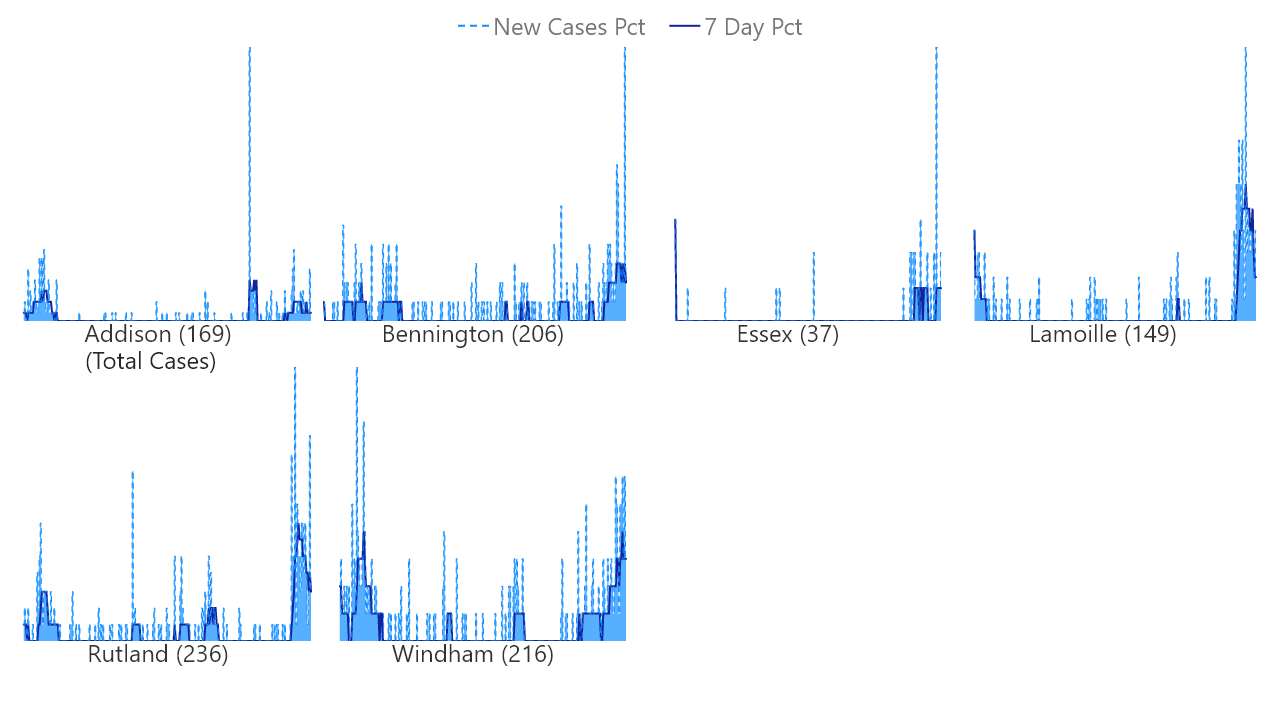 New Cases Pct 7 Day Pct
Addison (169) Bennington (206) Essex (37) Lamoille (149)
(Total Cases)
Rutland (236) Windham (216)